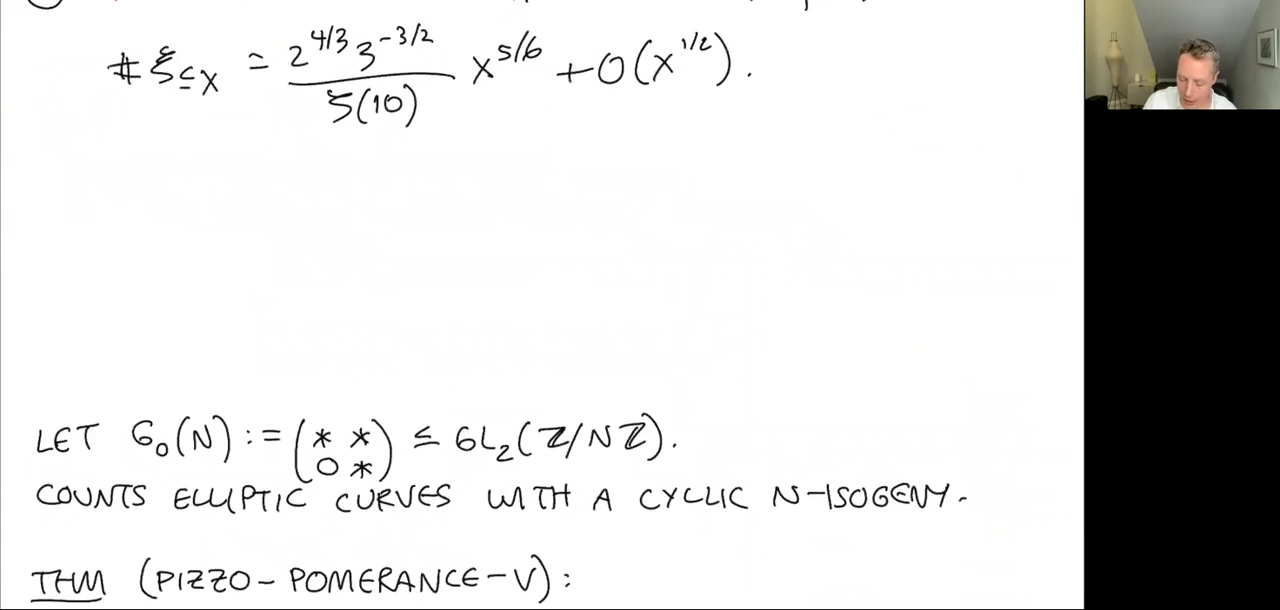 #ℰ≤X = 2^{4/3} 3^{-3/2} / ζ(10) X^{5/6} + O(X^{1/2}).
LET G₀(N) := (* * / 0 *) ≤ GL₂(ℤ/Nℤ).
COUNTS ELLIPTIC CURVES WITH A CYCLIC N-ISOGENY.
THM (PIZZO-POMERANCE-V):